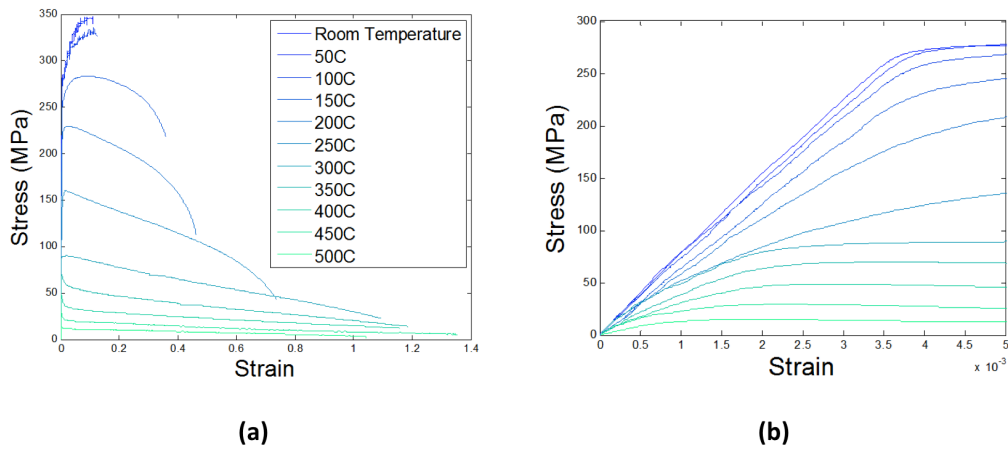 350
300
250
200
150
100
50
0
Stress (MPa)
0
0.2
0.4
0.6
0.8
1
1.2
1.4
Strain
Room Temperature
50C
100C
150C
200C
250C
300C
350C
400C
450C
500C
(a)
300
250
200
150
100
50
0
Stress (MPa)
0
0.5
1
1.5
2
2.5
3
3.5
4
4.5
5
x 10⁻³
Strain
(b)